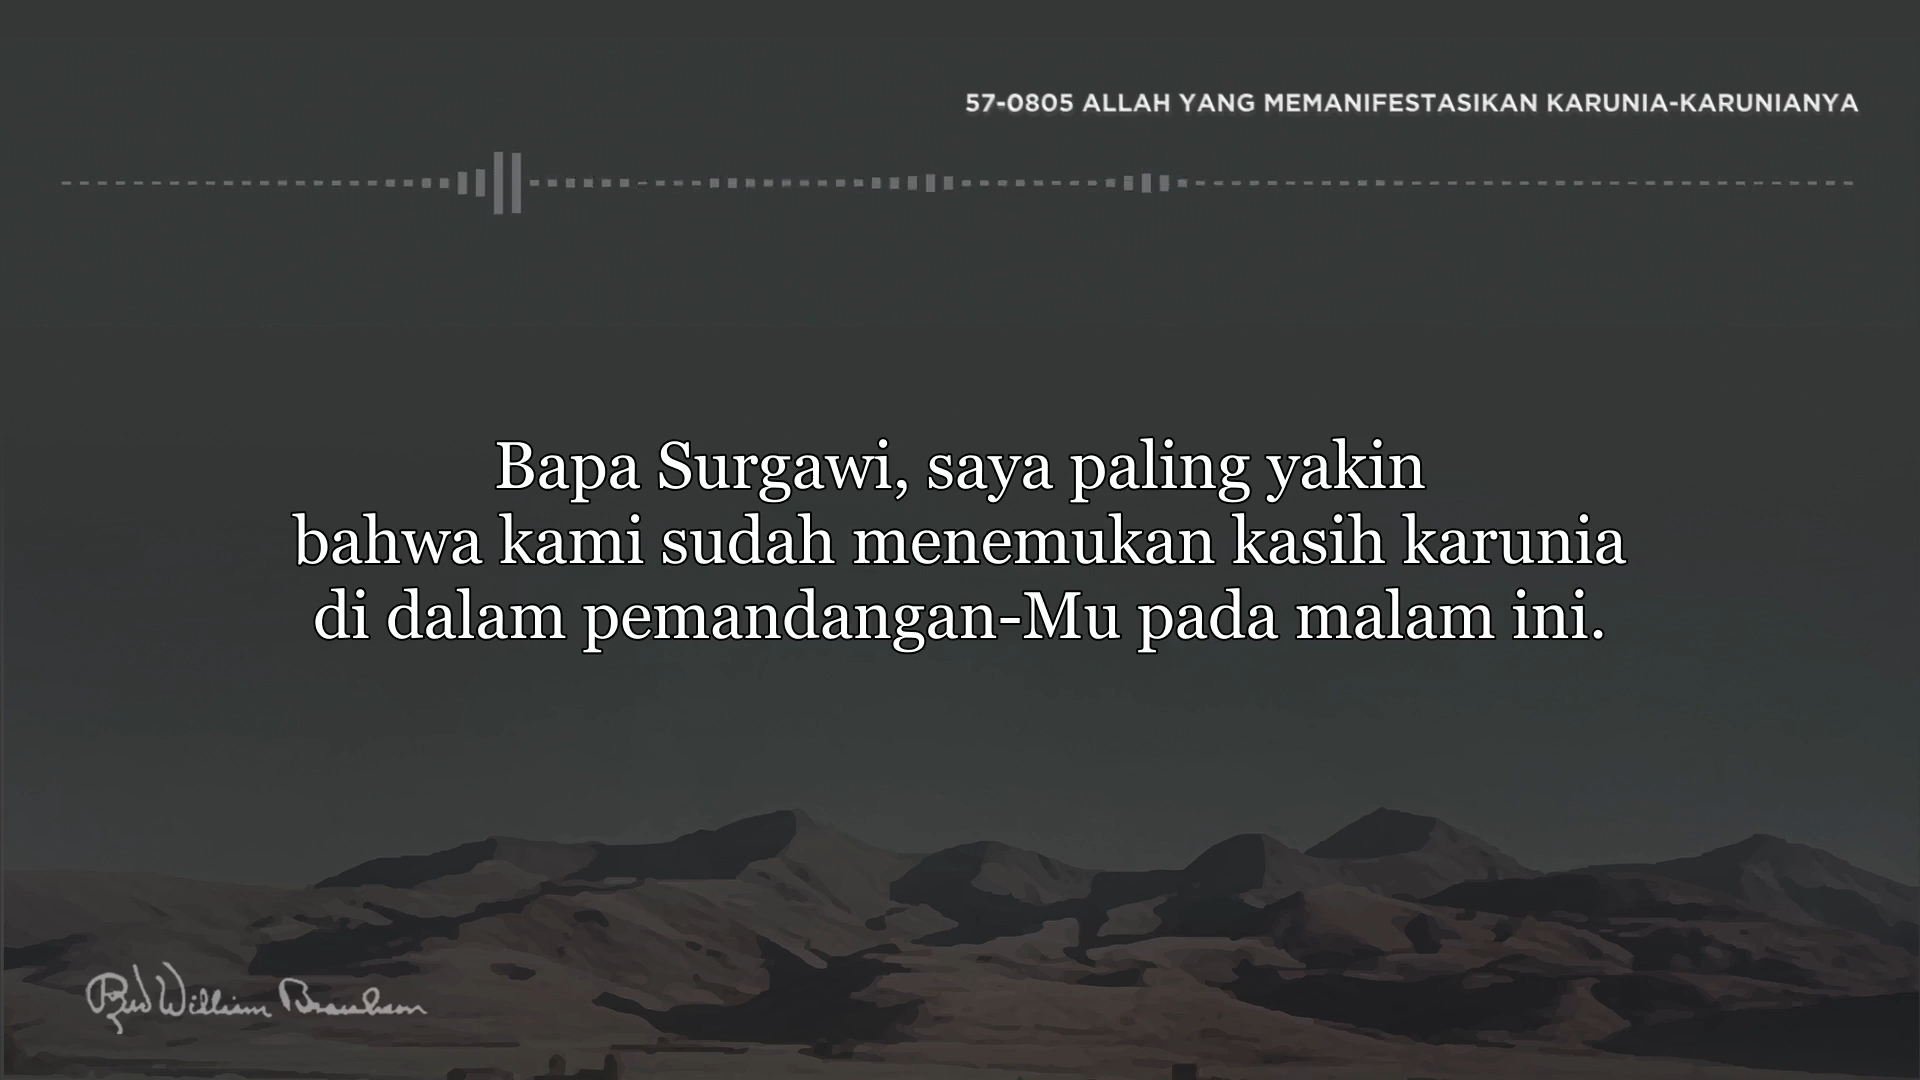 57-0805 ALLAH YANG MEMANIFESTASIKAN KARUNIA-KARUNIANYA
Bapa Surgawi, saya paling yakin
bahwa kami sudah menemukan kasih karunia
di dalam pemandangan-Mu pada malam ini.
Rev William Branham